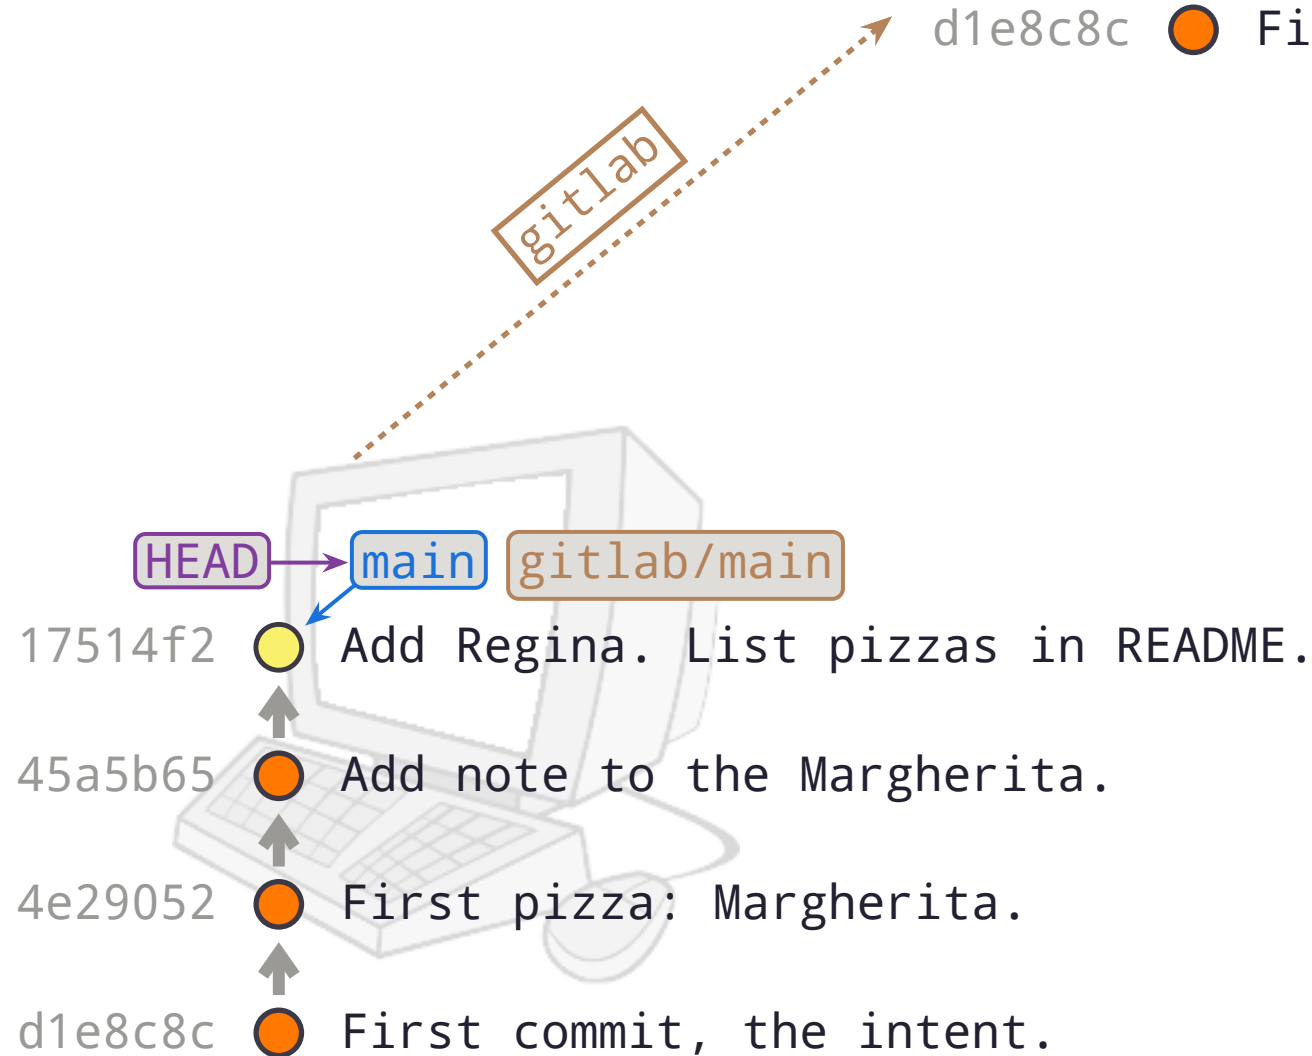 d1e8c8c Fi
gitlab
HEAD main gitlab/main
17514f2 Add Regina. List pizzas in README.
45a5b65 Add note to the Margherita.
4e29052 First pizza: Margherita.
d1e8c8c First commit, the intent.